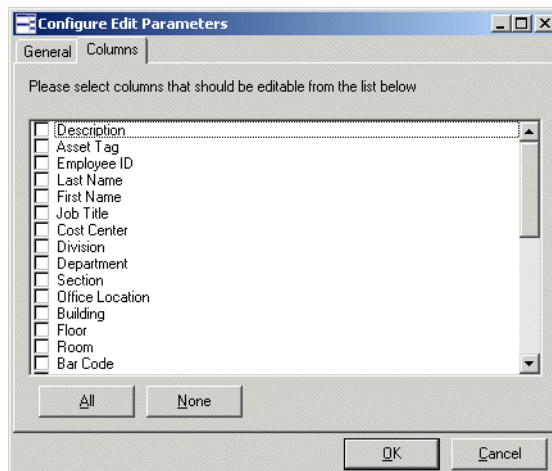 Configure Edit Parameters
General Columns
Please select columns that should be editable from the list below
Description
Asset Tag
Employee ID
Last Name
First Name
Job Title
Cost Center
Division
Department
Section
Office Location
Building
Floor
Room
Bar Code
All None
OK Cancel